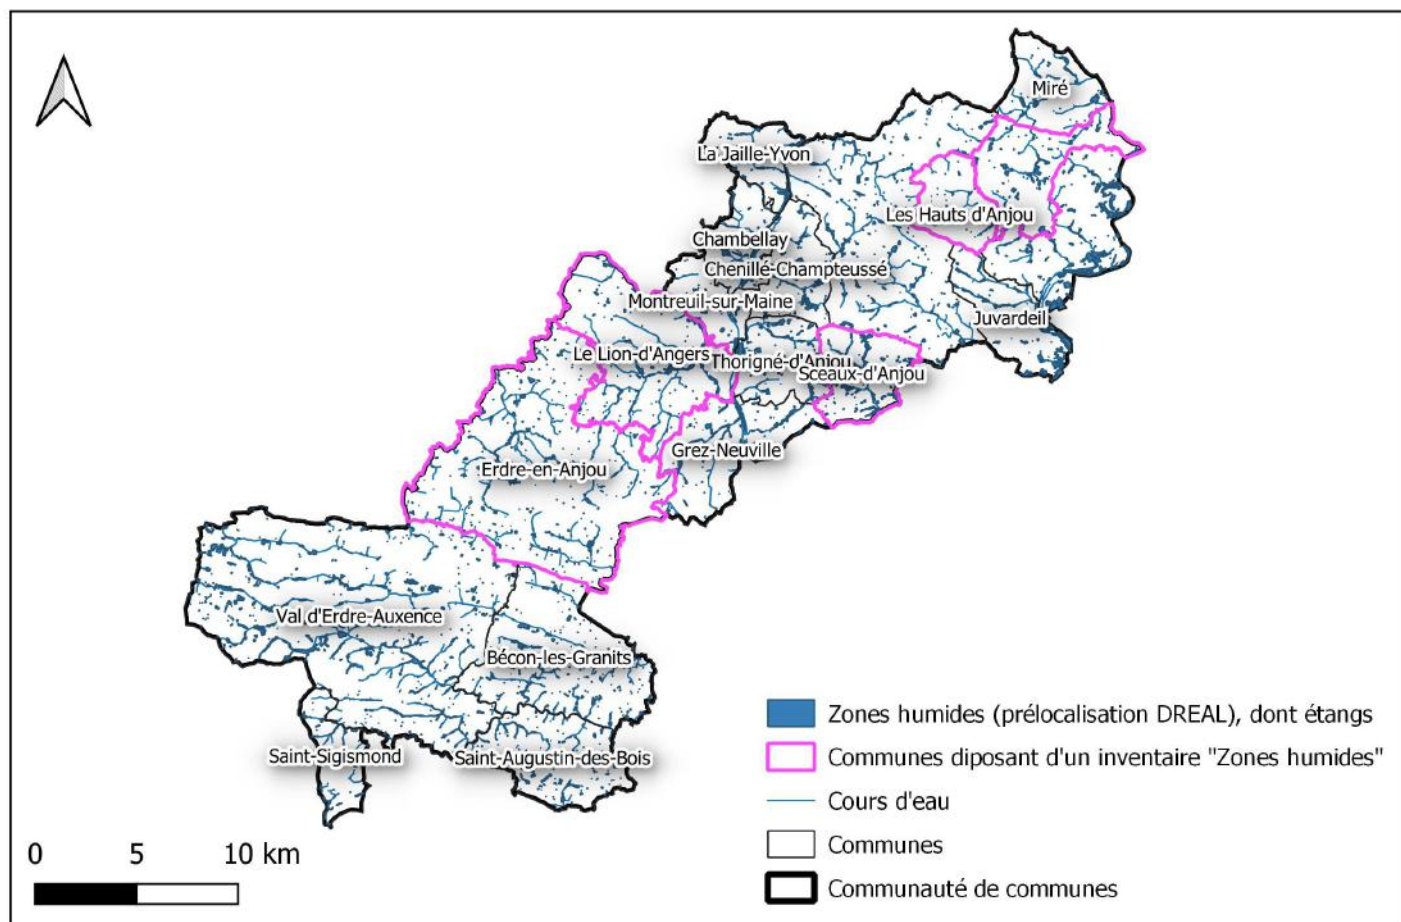 Miré
La Jaille-Yvon
Les Hauts d'Anjou
Chambellay
Chenillé-Champteussé
Montreuil-sur-Maine
Juvardeil
Le Lion-d'Angers
Thorigné-d'Anjou
Sceaux-d'Anjou
Grez-Neuville
Erdre-en-Anjou
Val d'Erdre-Auxence
Bécon-les-Granits
Saint-Sigismond
Saint-Augustin-des-Bois
Zones humides (prélocalisation DREAL), dont étangs
Communes diposant d'un inventaire "Zones humides"
Cours d'eau
Communes
Communauté de communes
0 5 10 km